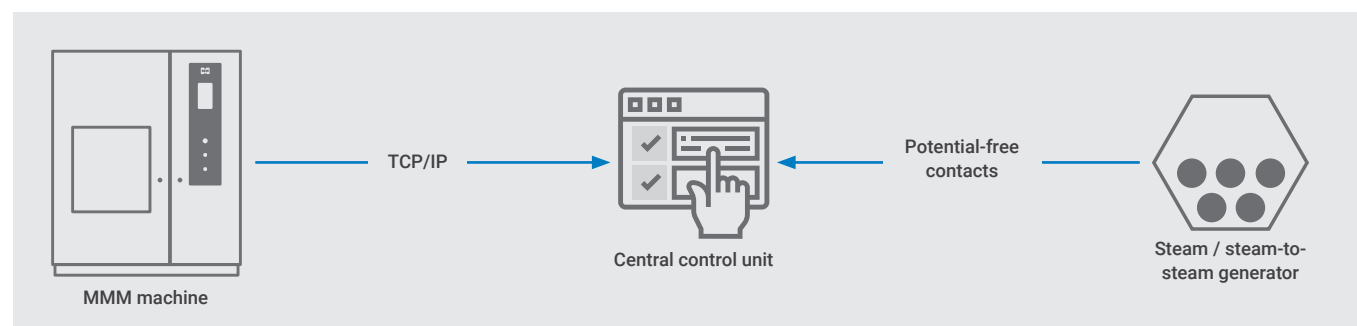 TCP/IP
Potential-free
contacts
Central control unit
Steam / steam-to-
steam generator
MMM machine